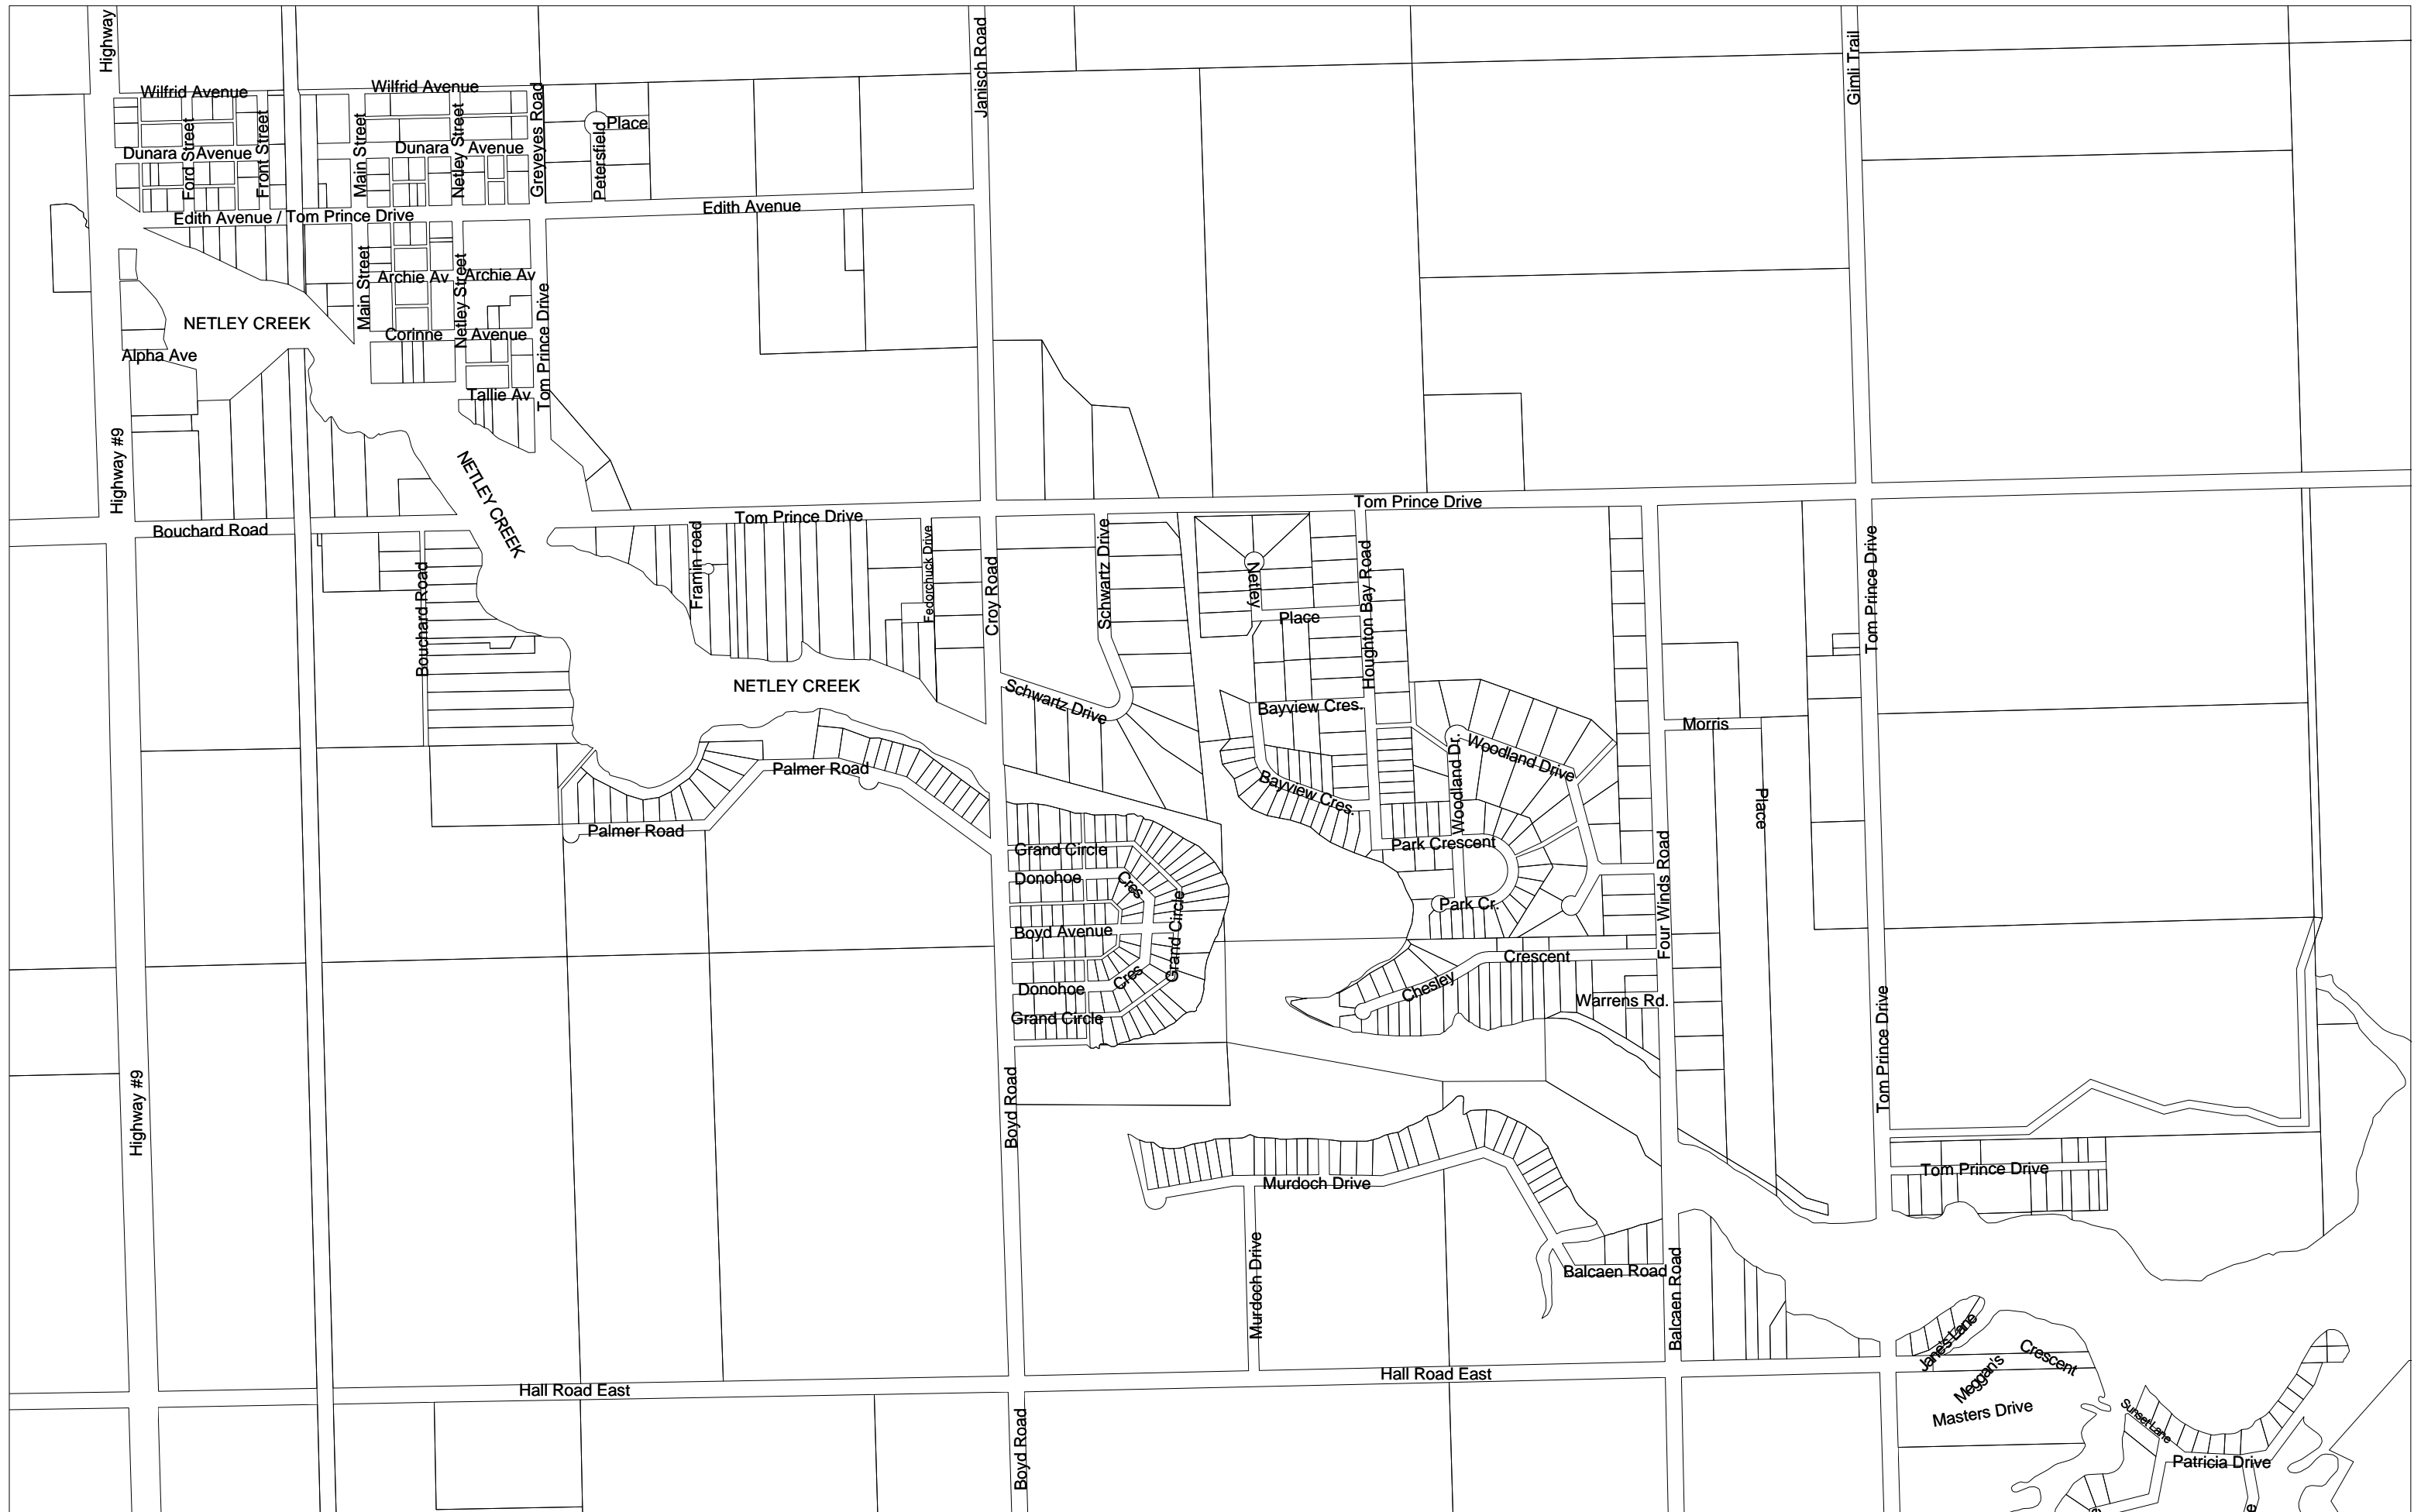 Highway
Janisch Road
Gimli Trail
Wilfrid Avenue
Wilfrid Avenue
Greyeyes Road
Place
Petersfield
Ford Street
Front Street
Main Street
Netley Street
Dunara
Avenue
Dunara
Avenue
Edith Avenue / Tom Prince Drive
Edith Avenue
Main Street
Netley Street
Archie Av
Archie Av
NETLEY CREEK
Corinne
Avenue
Alpha Ave
Tom Prince Drive
Tallie Av
Highway #9
NETLEY CREEK
Bouchard Road
Tom Prince Drive
Tom Prince Drive
Bouchard Road
Framin road
Fedorchuck Drive
Croy Road
Schwartz Drive
Netley
Place
Houghton Bay Road
Tom Prince Drive
NETLEY CREEK
Schwartz Drive
Bayview Cres.
Morris
Place
Woodland Dr.
Woodland Drive
Palmer Road
Bayview Cres.
Palmer Road
Park Crescent
Grand Circle
Donohoe
Cres
Grand Circle
Park Cr.
Four Winds Road
Boyd Avenue
Crescent
Chesley
Donohoe
Cres
Warrens Rd.
Grand Circle
Tom Prince Drive
Highway #9
Boyd Road
Tom Prince Drive
Murdoch Drive
Murdoch Drive
Balcaen Road
Balcaen Road
Jane's Lane
Crescent
Meggan's
Hall Road East
Hall Road East
Masters Drive
Sunset Lane
Boyd Road
Patricia Drive